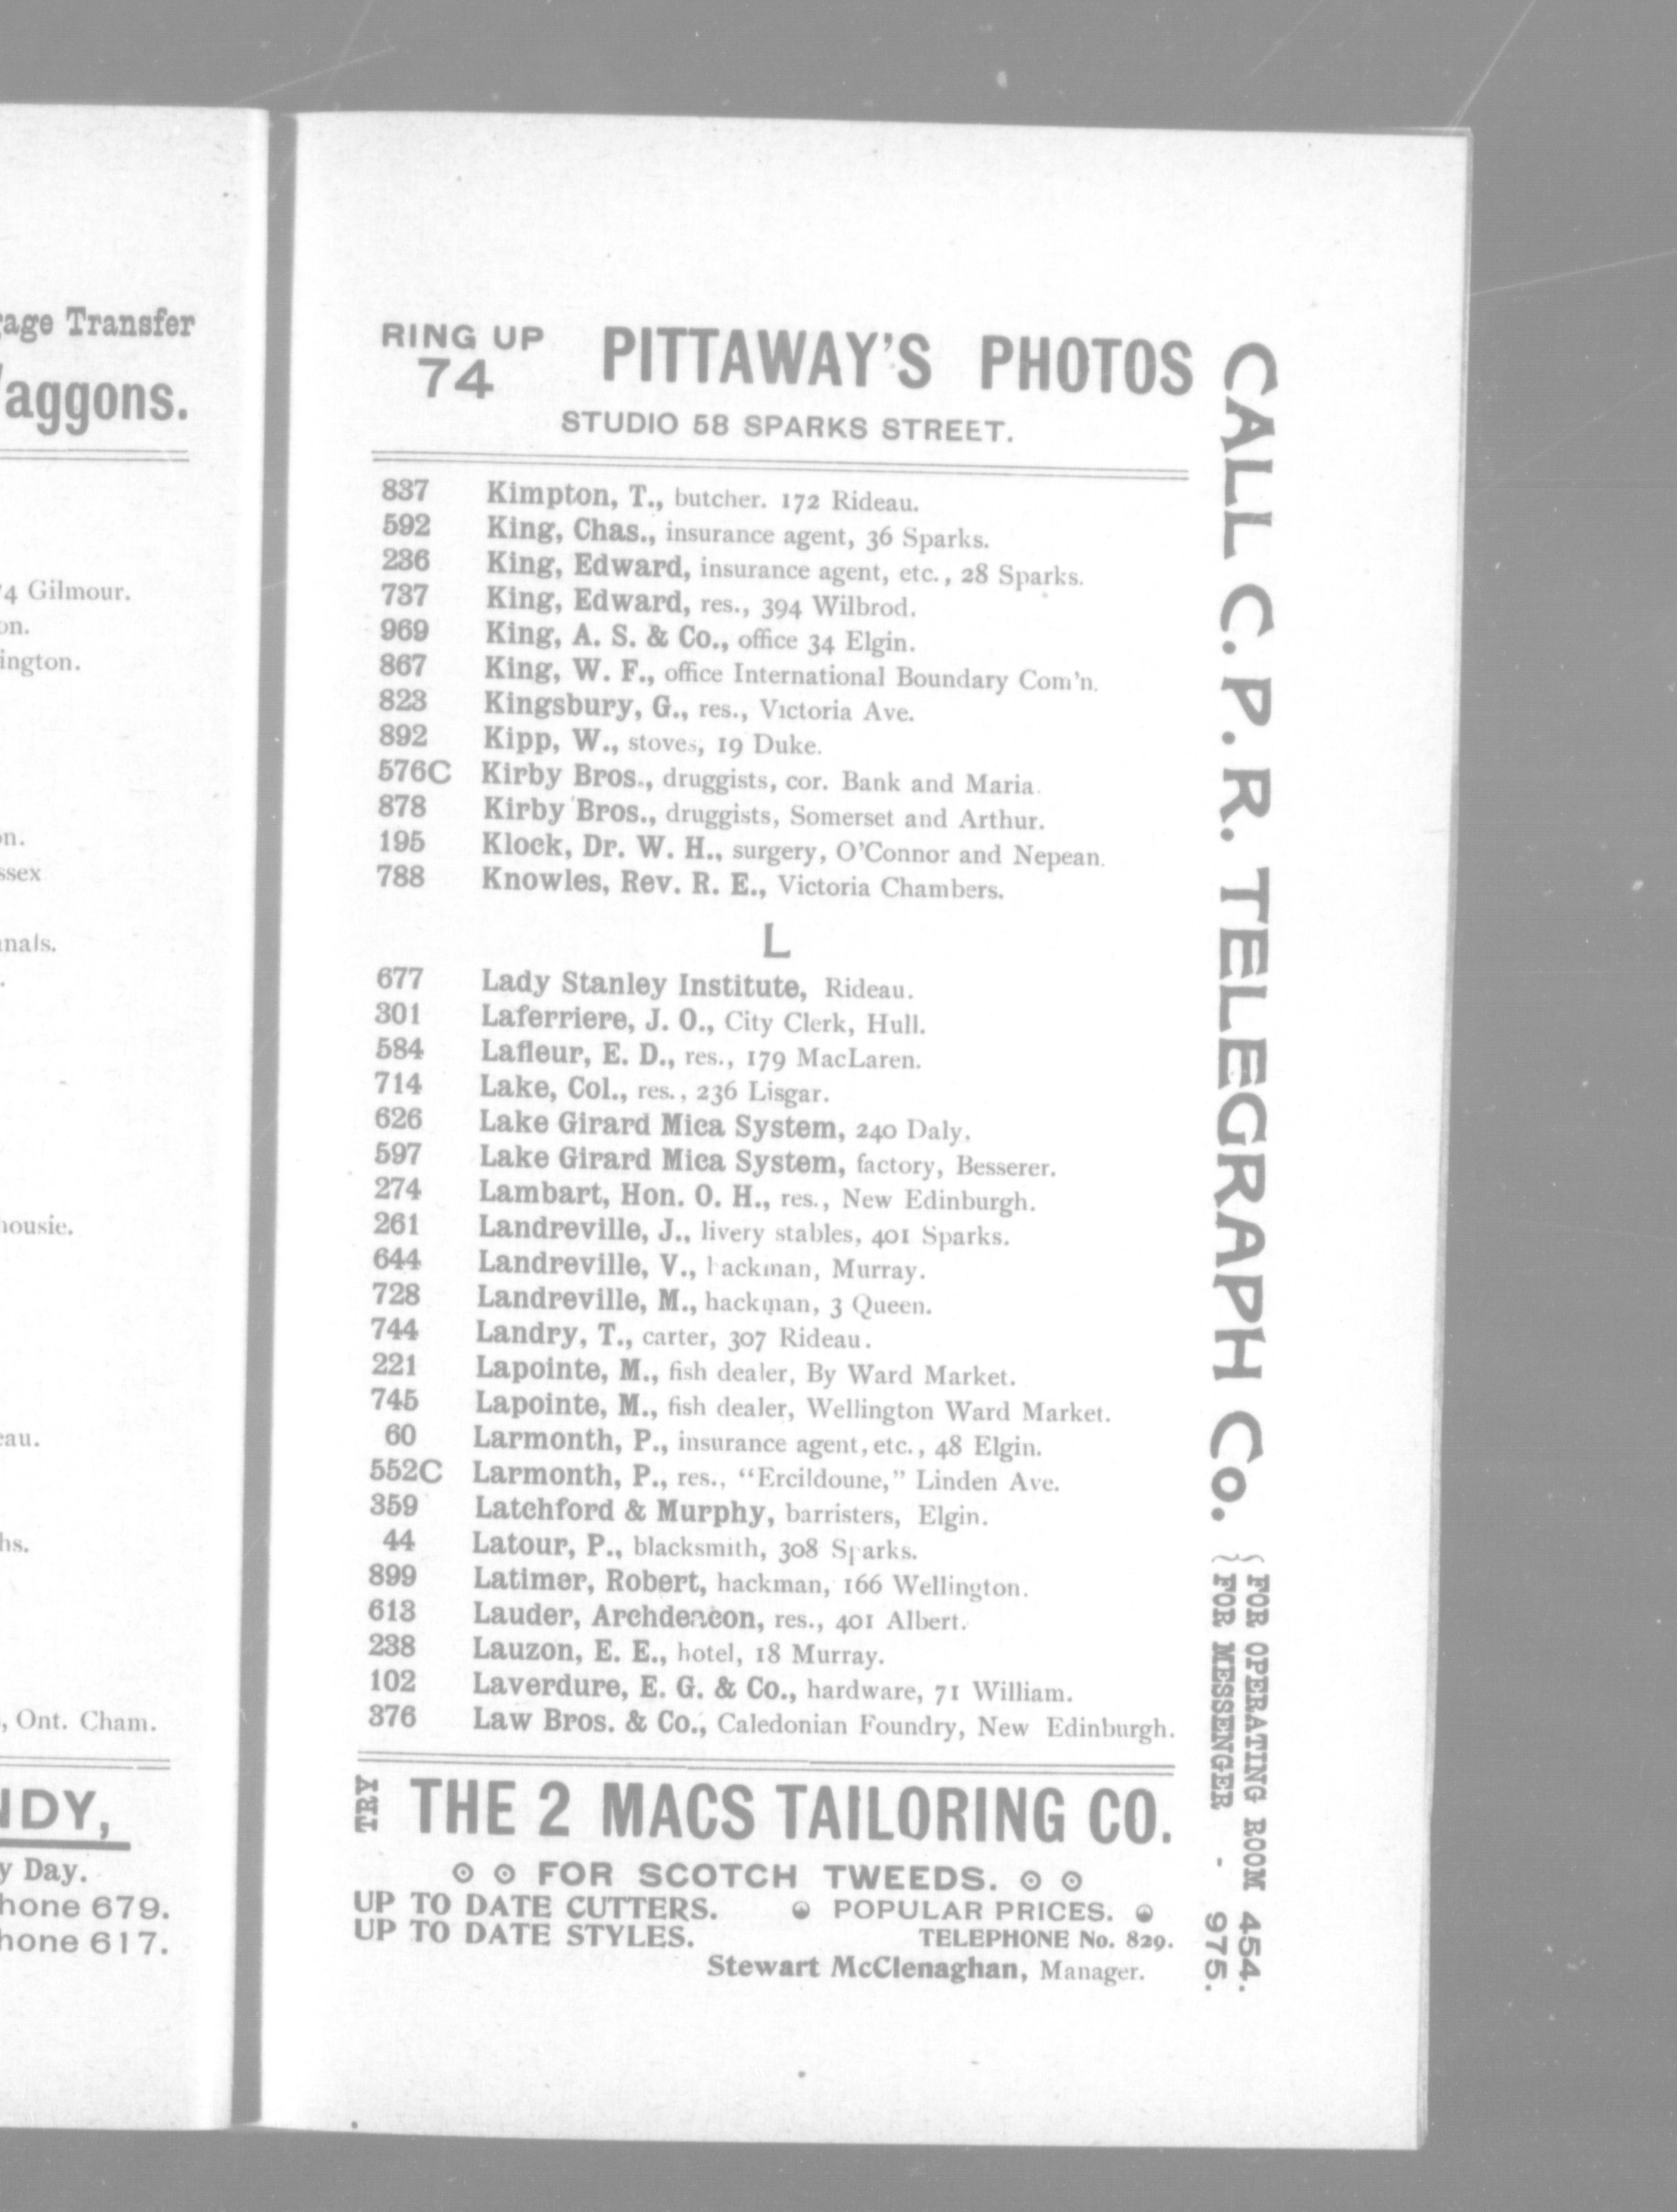 age Transfer
aggons.
4 Gilmour.
on.
ington.
on.
ssex
nals.
housie.
eau.
hs.
, Ont. Cham.
NDY,
y Day.
hone 679.
hone 617.
RING UP 74 PITTAWAY'S PHOTOS
STUDIO 58 SPARKS STREET.
837 Kimpton, T., butcher. 172 Rideau.
592 King, Chas., insurance agent, 36 Sparks.
236 King, Edward, insurance agent, etc., 28 Sparks.
737 King, Edward, res., 394 Wilbrod.
969 King, A. S. & Co., office 34 Elgin.
867 King, W. F., office International Boundary Com'n.
823 Kingsbury, G., res., Victoria Ave.
892 Kipp, W., stoves, 19 Duke.
576C Kirby Bros., druggists, cor. Bank and Maria.
878 Kirby Bros., druggists, Somerset and Arthur.
195 Klock, Dr. W. H., surgery, O'Connor and Nepean.
788 Knowles, Rev. R. E., Victoria Chambers.
L
677 Lady Stanley Institute, Rideau.
301 Laferriere, J. O., City Clerk, Hull.
584 Lafleur, E. D., res., 179 MacLaren.
714 Lake, Col., res., 236 Lisgar.
626 Lake Girard Mica System, 240 Daly.
597 Lake Girard Mica System, factory, Besserer.
274 Lambart, Hon. O. H., res., New Edinburgh.
261 Landreville, J., livery stables, 401 Sparks.
644 Landreville, V., hackman, Murray.
728 Landreville, M., hackman, 3 Queen.
744 Landry, T., carter, 307 Rideau.
221 Lapointe, M., fish dealer, By Ward Market.
745 Lapointe, M., fish dealer, Wellington Ward Market.
60 Larmonth, P., insurance agent, etc., 48 Elgin.
552C Larmonth, P., res., "Ercildoune," Linden Ave.
359 Latchford & Murphy, barristers, Elgin.
44 Latour, P., blacksmith, 308 Sparks.
899 Latimer, Robert, hackman, 166 Wellington.
613 Lauder, Archdeacon, res., 401 Albert.
238 Lauzon, E. E., hotel, 18 Murray.
102 Laverdure, E. G. & Co., hardware, 71 William.
376 Law Bros. & Co., Caledonian Foundry, New Edinburgh.
TRY THE 2 MACS TAILORING CO.
FOR SCOTCH TWEEDS.
UP TO DATE CUTTERS. POPULAR PRICES.
UP TO DATE STYLES. TELEPHONE No. 829.
Stewart McClenaghan, Manager.
CALL C. P. R. TELEGRAPH CO.
{FOR OPERATING ROOM 454.
{FOR MESSENGER - 975.